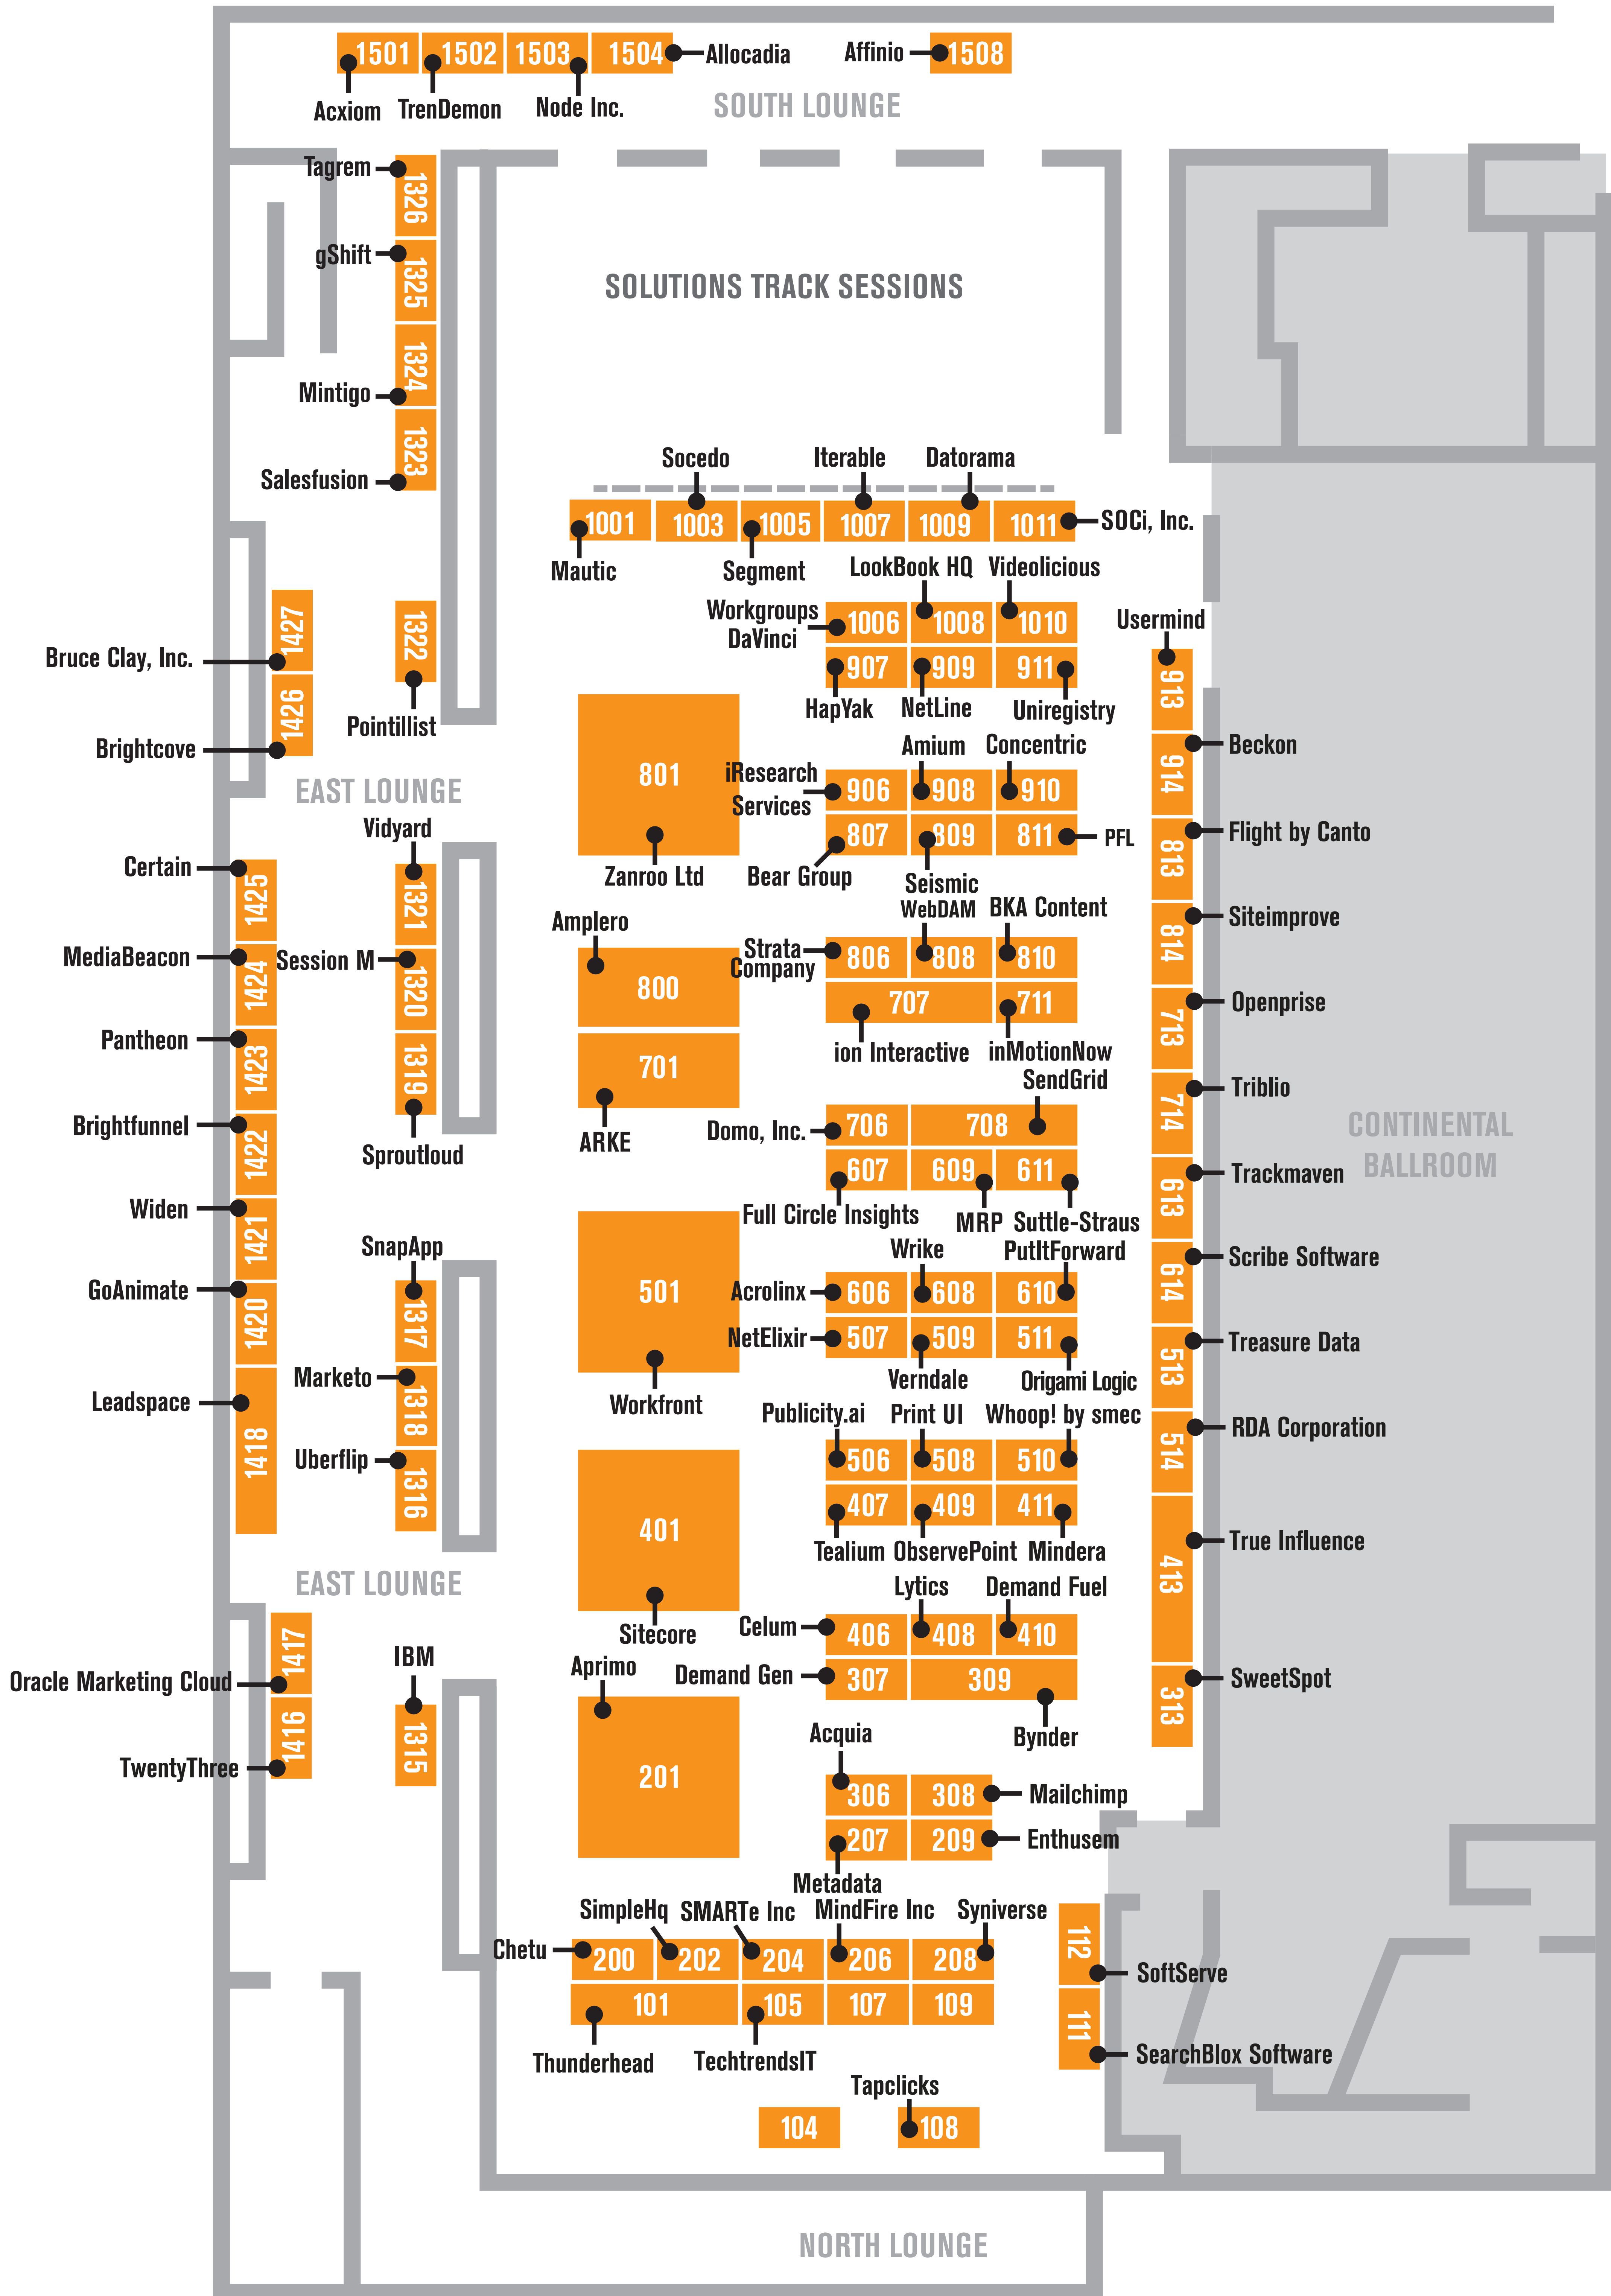 1501 1502 1503 1504
Allocadia
Affinio
1508
Acxiom
TrenDemon
Node Inc.
SOUTH LOUNGE
Tagrem
1326
gShift
1325
SOLUTIONS TRACK SESSIONS
1324
Mintigo
1323
Salesfusion
Socedo
Iterable
Datorama
1001 1003 1005 1007 1009 1011
SOCi, Inc.
Mautic
Segment
LookBook HQ
Videolicious
Workgroups
DaVinci
1006 1008 1010
907 909 911
HapYak
NetLine
Uniregistry
Usermind
913
1427
Bruce Clay, Inc.
1426
Brightcove
1322
Pointillist
EAST LOUNGE
801
Zanroo Ltd
Amium
Concentric
iResearch
Services
906 908 910
807 809 811
PFL
Bear Group
Seismic
914
Beckon
813
Flight by Canto
Vidyard
Certain
1425
1321
MediaBeacon
1424
Session M
1320
Pantheon
1423
1319
Sproutloud
Brightfunnel
1422
Widen
1421
GoAnimate
1420
Leadspace
1418
Amplero
800
701
ARKE
WebDAM
BKA Content
Strata
Company
806 808 810
707 711
ion Interactive
inMotionNow
814
Siteimprove
713
Openprise
SendGrid
Domo, Inc.
706 708
607 609 611
Full Circle Insights
MRP
Suttle-Straus
714
Triblio
613
Trackmaven
CONTINENTAL
BALLROOM
SnapApp
1317
Marketo
1318
Uberflip
1316
501
Workfront
Wrike
PutItForward
Acrolinx
606 608 610
NetElixir
507 509 511
Verndale
Origami Logic
614
Scribe Software
513
Treasure Data
Publicity.ai
Print UI
Whoop! by smec
506 508 510
407 409 411
Tealium
ObservePoint
Mindera
514
RDA Corporation
413
True Influence
EAST LOUNGE
401
Sitecore
Lytics
Demand Fuel
Celum
406 408 410
Demand Gen
307 309
Bynder
313
SweetSpot
1417
Oracle Marketing Cloud
1416
TwentyThree
IBM
1315
Aprimo
201
Acquia
306 308
Mailchimp
207 209
Enthusem
Metadata
SimpleHq
SMARTe Inc
MindFire Inc
Syniverse
Chetu
200 202 204 206 208
101 105 107 109
Thunderhead
TechtrendsIT
112
SoftServe
111
SearchBlox Software
Tapclicks
104 108
NORTH LOUNGE